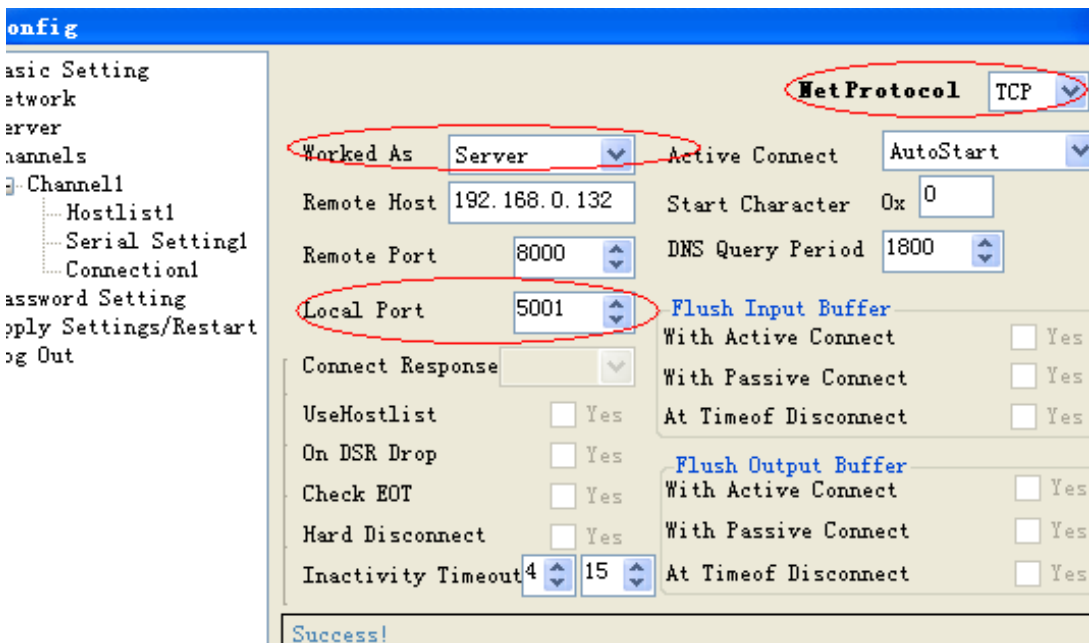 onfig
asic Setting
etwork
erver
hannels
Channel1
Hostlist1
Serial Setting1
Connection1
assword Setting
pply Settings/Restart
og Out
NetProtocol TCP
Worked As Server
Active Connect AutoStart
Remote Host 192.168.0.132
Start Character 0x 0
Remote Port 8000
DNS Query Period 1800
Local Port 5001
Connect Response
UseHostlist Yes
On DSR Drop Yes
Check EOT Yes
Hard Disconnect Yes
Inactivity Timeout 4 15
Flush Input Buffer
With Active Connect Yes
With Passive Connect Yes
At Timeof Disconnect Yes
Flush Output Buffer
With Active Connect Yes
With Passive Connect Yes
At Timeof Disconnect Yes
Success!